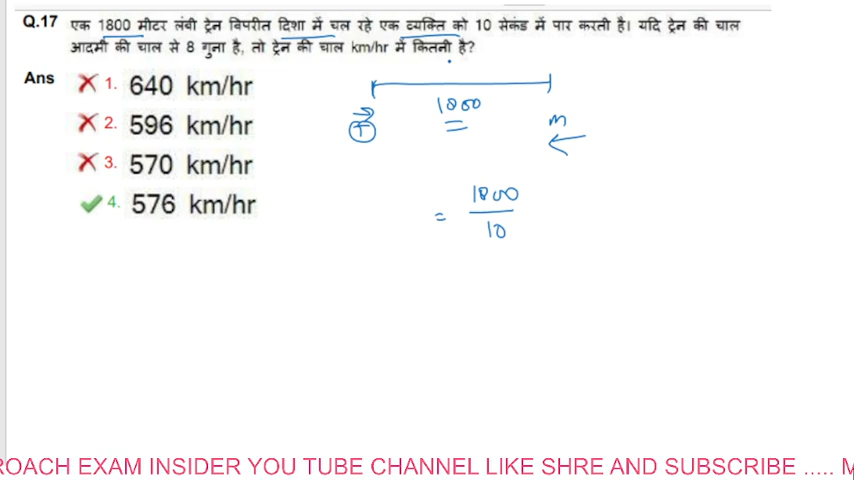 Q.17 एक 1800 मीटर लंबी ट्रेन विपरीत दिशा में चल रहे एक व्यक्ति को 10 सेकंड में पार करती है। यदि ट्रेन की चाल
आदमी की चाल से 8 गुना है, तो ट्रेन की चाल km/hr में कितनी है?
Ans 1. 640 km/hr
2. 596 km/hr
3. 570 km/hr
4. 576 km/hr
1800
T
m
= 1800
10
ROACH EXAM INSIDER YOU TUBE CHANNEL LIKE SHRE AND SUBSCRIBE ..... M